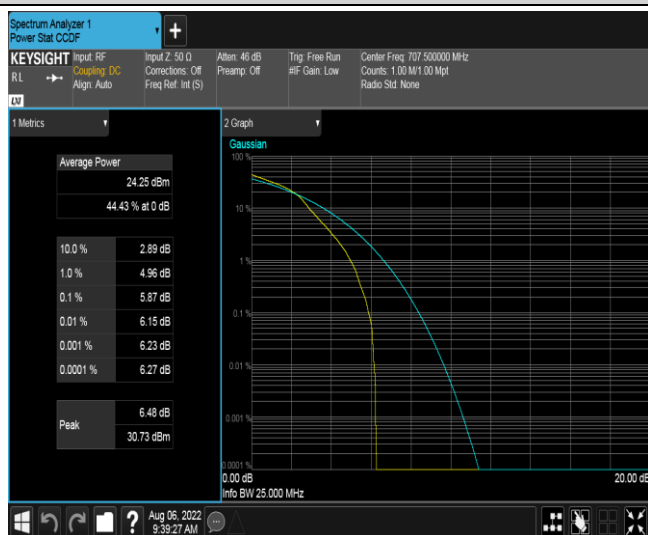 Spectrum Analyzer 1
Power Stat CCDF
+
KEYSIGHT
RL
LXI
Input: RF
Coupling: DC
Align: Auto
Input Z: 50 Ω
Corrections: Off
Freq Ref: Int (S)
Atten: 46 dB
Preamp: Off
Trig: Free Run
#IF Gain: Low
Center Freq: 707.500000 MHz
Counts: 1.00 M/1.00 Mpt
Radio Std: None
1 Metrics
Average Power
24.25 dBm
44.43 % at 0 dB
10.0 % 2.89 dB
1.0 % 4.96 dB
0.1 % 5.87 dB
0.01 % 6.15 dB
0.001 % 6.23 dB
0.0001 % 6.27 dB
Peak
6.48 dB
30.73 dBm
2 Graph
Gaussian
100 %
10 %
1 %
0.1 %
0.01 %
0.001 %
0.0001 %
0.00 dB
20.00 dB
Info BW 25.000 MHz
?
Aug 06, 2022
9:39:27 AM